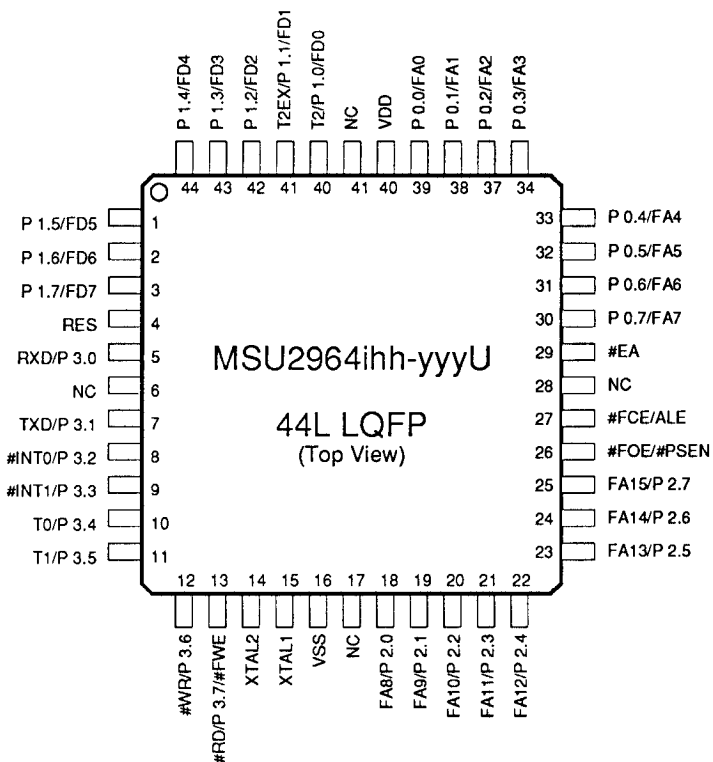 P 1.4/FD4
P 1.3/FD3
P 1.2/FD2
T2EX/P 1.1/FD1
T2/P 1.0/FD0
NC
VDD
P 0.0/FA0
P 0.1/FA1
P 0.2/FA2
P 0.3/FA3
44 43 42 41 40 41 40 39 38 37 34
P 1.5/FD5 1
P 1.6/FD6 2
P 1.7/FD7 3
RES 4
RXD/P 3.0 5
NC 6
TXD/P 3.1 7
#INT0/P 3.2 8
#INT1/P 3.3 9
T0/P 3.4 10
T1/P 3.5 11
MSU2964ihh-yyyU
44L LQFP
(Top View)
33 P 0.4/FA4
32 P 0.5/FA5
31 P 0.6/FA6
30 P 0.7/FA7
29 #EA
28 NC
27 #FCE/ALE
26 #FOE/#PSEN
25 FA15/P 2.7
24 FA14/P 2.6
23 FA13/P 2.5
12 13 14 15 16 17 18 19 20 21 22
#WR/P 3.6
#RD/P 3.7/#FWE
XTAL2
XTAL1
VSS
NC
FA8/P 2.0
FA9/P 2.1
FA10/P 2.2
FA11/P 2.3
FA12/P 2.4